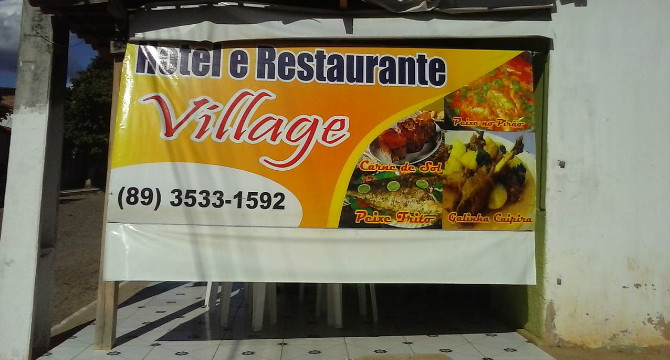 Hotel e Restaurante
Village
(89) 3533-1592
Peixe no Pirão
Carne de Sol
Peixe Frito
Galinha Caipira